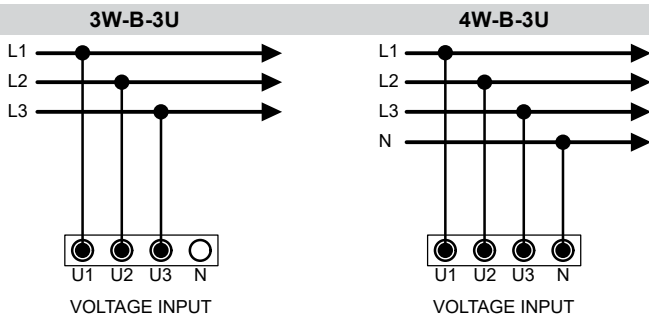 3W-B-3U
L1
L2
L3
U1 U2 U3 N
VOLTAGE INPUT
4W-B-3U
L1
L2
L3
N
U1 U2 U3 N
VOLTAGE INPUT